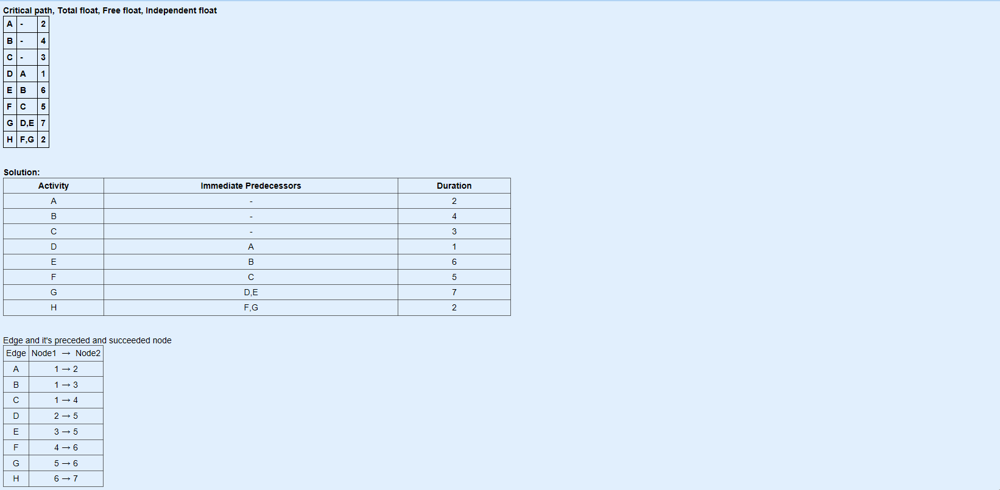 Critical path, Total float, Free float, Independent float
A - 2
B - 4
C - 3
D A 1
E B 6
F C 5
G D,E 7
H F,G 2
Solution:
Activity Immediate Predecessors Duration
A - 2
B - 4
C - 3
D A 1
E B 6
F C 5
G D,E 7
H F,G 2
Edge and it's preceded and succeeded node
Edge Node1 → Node2
A 1 → 2
B 1 → 3
C 1 → 4
D 2 → 5
E 3 → 5
F 4 → 6
G 5 → 6
H 6 → 7